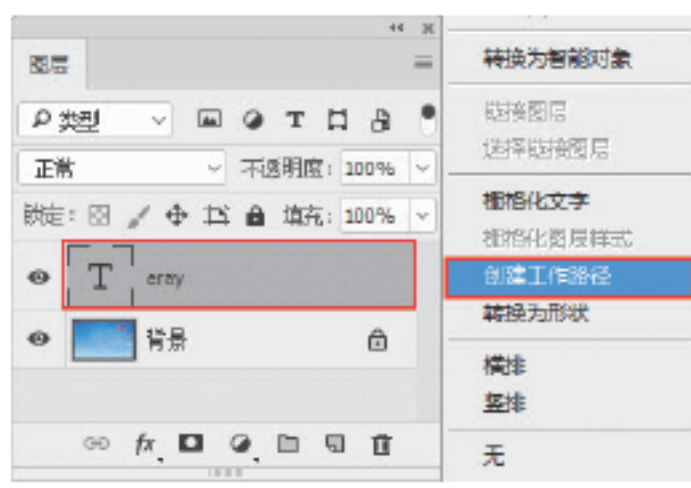 图层
类型
正常 不透明度: 100%
锁定: 填充: 100%
T eray
背景
fx
转换为智能对象
链接图层
选择链接图层
栅格化文字
栅格化图层样式
创建工作路径
转换为形状
横排
竖排
无